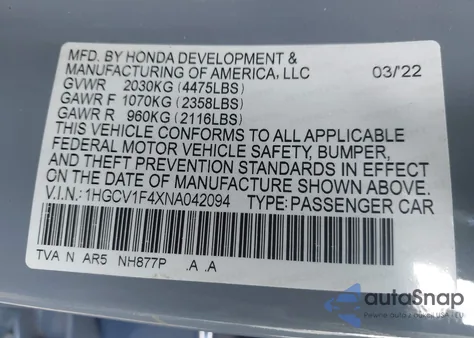 MFD. BY HONDA DEVELOPMENT &
MANUFACTURING OF AMERICA, LLC 03/22
GVWR 2030KG (4475LBS)
GAWR F 1070KG (2358LBS)
GAWR R 960KG (2116LBS)
THIS VEHICLE CONFORMS TO ALL APPLICABLE
FEDERAL MOTOR VEHICLE SAFETY, BUMPER,
AND THEFT PREVENTION STANDARDS IN EFFECT
ON THE DATE OF MANUFACTURE SHOWN ABOVE.
V.I.N.: 1HGCV1F4XNA042094 TYPE: PASSENGER CAR
TVA N AR5 NH877P .A .A
autoSnap